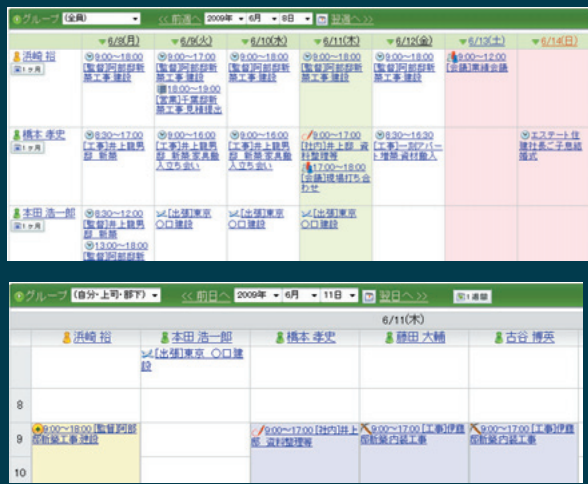 グループ (全員) << 前週へ 2009年 6月 8日 翌週へ >>
6/8(月) 6/9(火) 6/10(水) 6/11(木) 6/12(金) 6/13(土) 6/14(日)
浜崎 裕
1ヶ月
9:00~18:00
[監督]阿部邸新
築工事 建設
9:00~17:00
[監督]阿部邸新
築工事 建設
18:00~19:00
[営業]千葉邸新
築工事 見積提出
9:00~18:00
[監督]阿部邸新
築工事 建設
9:00~18:00
[監督]阿部邸新
築工事 建設
9:00~18:00
[監督]阿部邸新
築工事 建設
9:00~12:00
[会議]業績会議
橋本 孝史
1ヶ月
8:30~17:00
[工事]井上龍男
邸 新築
9:00~16:00
[工事]井上龍男
邸 新築 家具搬
入立ち会い
9:00~16:00
[工事]井上龍男
邸 新築 家具搬
入立ち会い
9:00~17:00
[社内]井上邸 資
料整理等
17:00~18:00
[会議]現場打ち合
わせ
8:30~16:30
[工事]一刻アパー
ト増築 資材搬入
エステート住
建社長ご子息結
婚式
本田 浩一郎
1ヶ月
8:30~12:00
[監督]井上龍男
邸 新築
13:00~18:00
[監督]阿部邸新
[出張]東京
〇口建設
[出張]東京
〇口建設
[出張]東京
〇口建設
グループ (自分・上司・部下) << 前日へ 2009年 6月 11日 翌日へ >> 1週間
6/11(木)
浜崎 裕 本田 浩一郎 橋本 孝史 藤田 大輔 古谷 博英
[出張]東京 〇口建
設
8
9
9:00~18:00 [監督]阿部
邸新築工事 建設
9:00~17:00 [社内]井上
邸 資料整理等
9:00~17:00 [工事]伊藤
邸新築内装工事
9:00~17:00 [工事]伊藤
邸新築内装工事
10